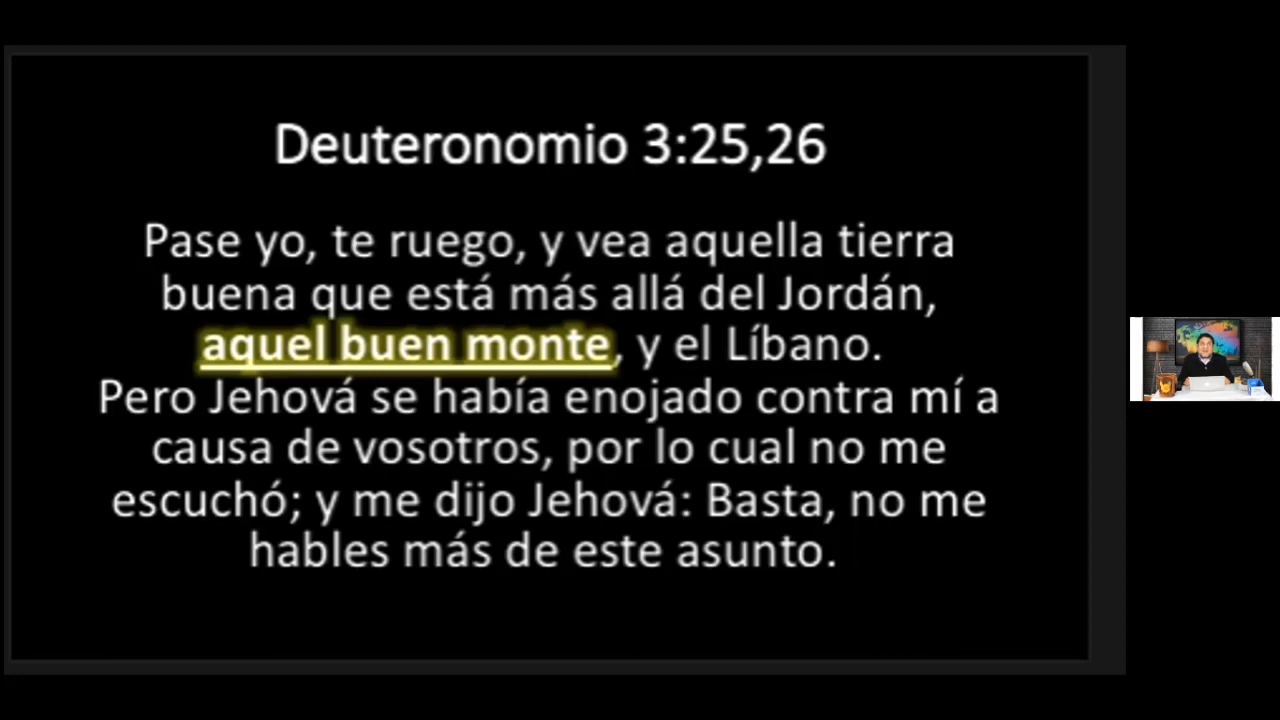 Deuteronomio 3:25,26
Pase yo, te ruego, y vea aquella tierra
buena que está más allá del Jordán,
aquel buen monte, y el Líbano.
Pero Jehová se había enojado contra mí a
causa de vosotros, por lo cual no me
escuchó; y me dijo Jehová: Basta, no me
hables más de este asunto.